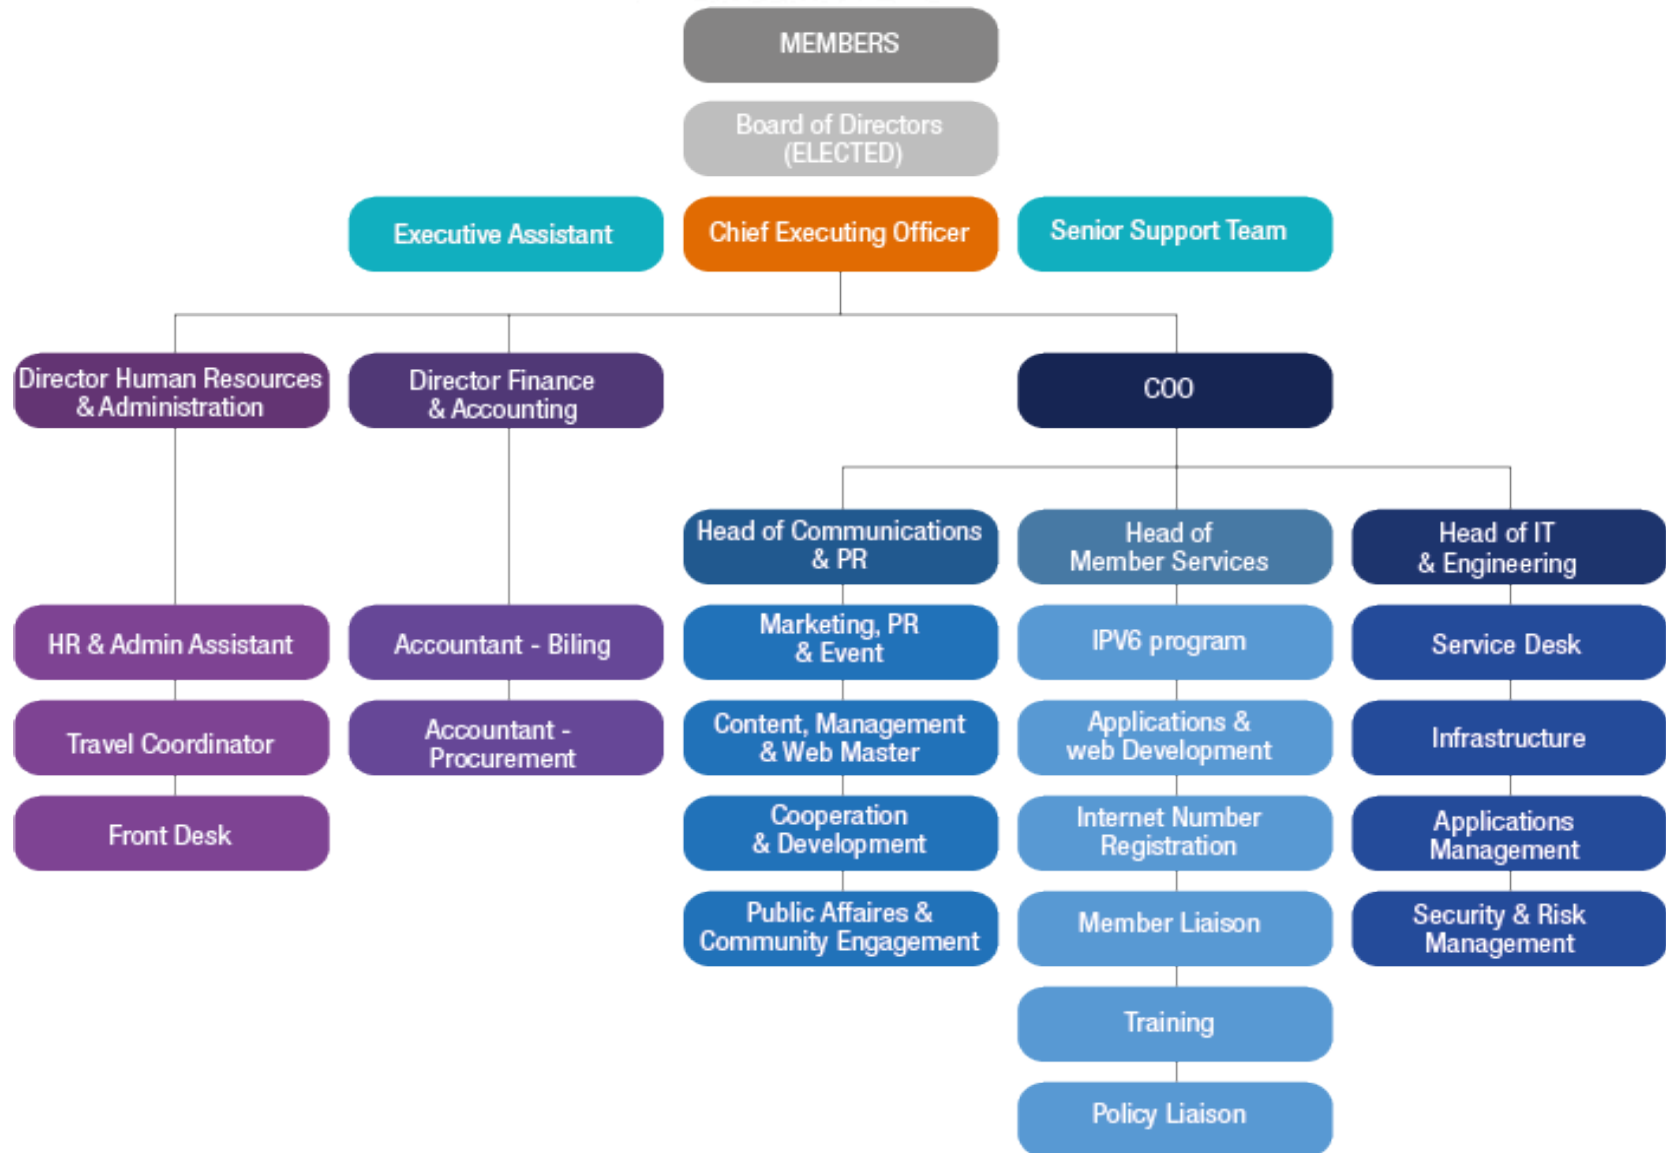 MEMBERS
Board of Directors
(ELECTED)
Executive Assistant
Chief Executing Officer
Senior Support Team
Director Human Resources
& Administration
Director Finance
& Accounting
COO
Head of Communications
& PR
Head of
Member Services
Head of IT
& Engineering
HR & Admin Assistant
Accountant - Biling
Marketing, PR
& Event
IPV6 program
Service Desk
Travel Coordinator
Accountant -
Procurement
Content, Management
& Web Master
Applications &
web Development
Infrastructure
Front Desk
Cooperation
& Development
Internet Number
Registration
Applications
Management
Public Affaires &
Community Engagement
Member Liaison
Security & Risk
Management
Training
Policy Liaison